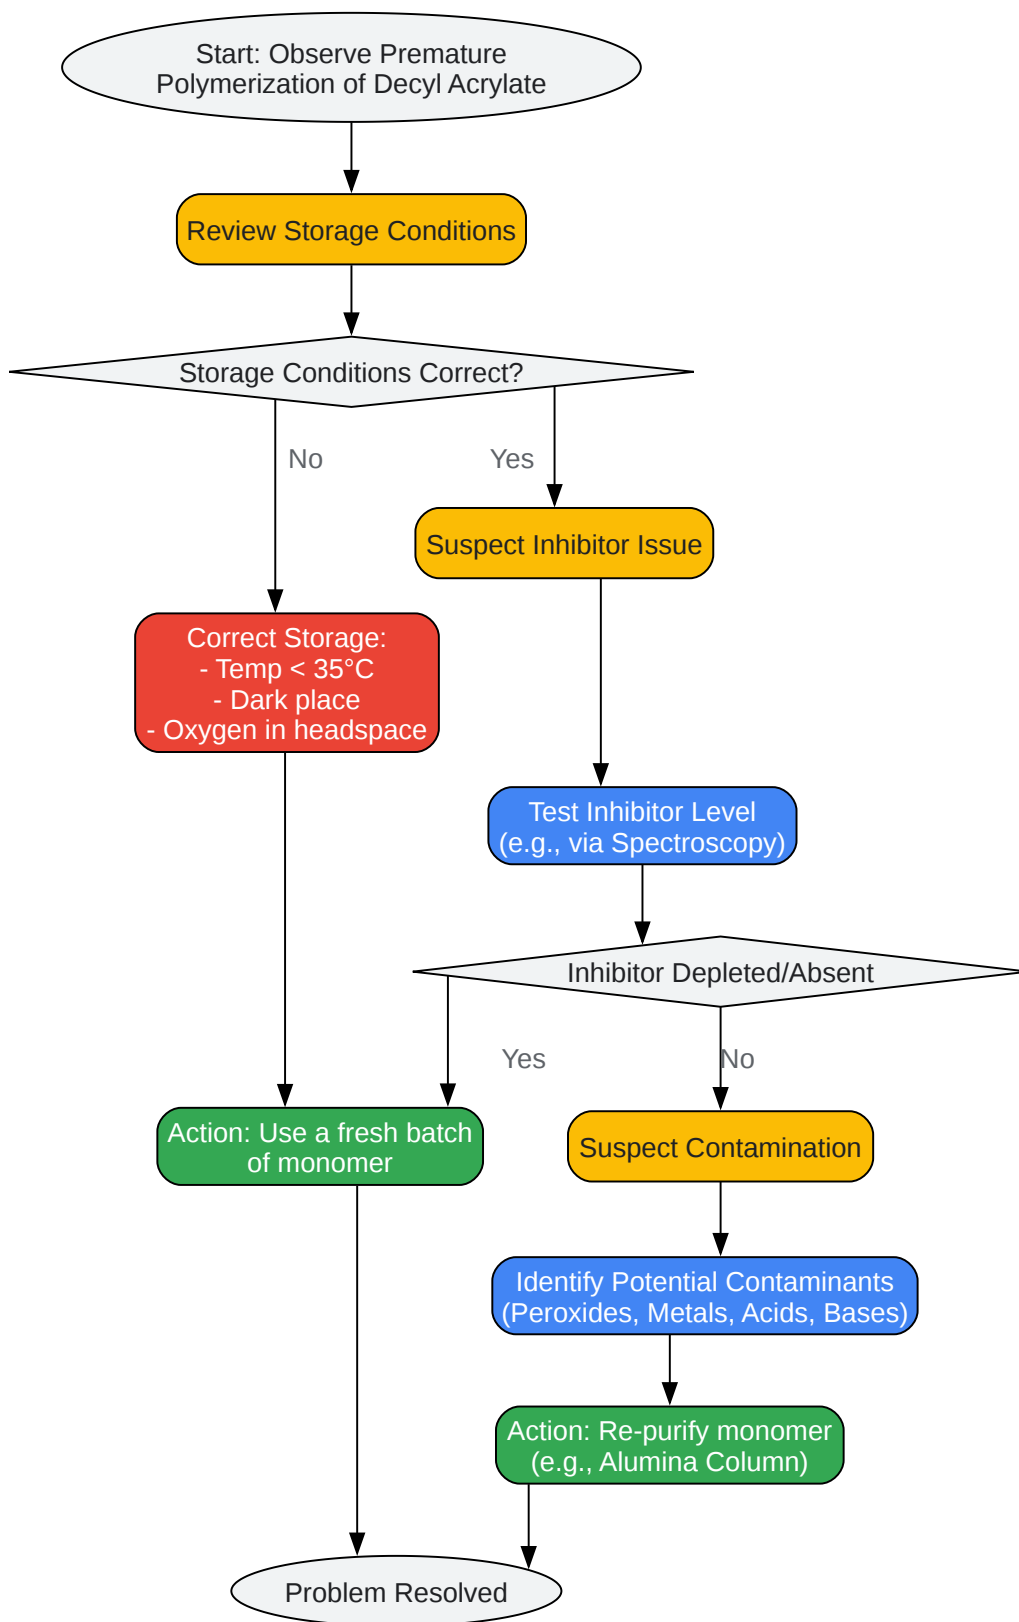 Start: Observe Premature
Polymerization of Decyl Acrylate
Review Storage Conditions
Storage Conditions Correct?
No
Yes
Suspect Inhibitor Issue
Correct Storage:
- Temp < 35°C
- Dark place
- Oxygen in headspace
Test Inhibitor Level
(e.g., via Spectroscopy)
Inhibitor Depleted/Absent
Yes
No
Action: Use a fresh batch
of monomer
Suspect Contamination
Identify Potential Contaminants
(Peroxides, Metals, Acids, Bases)
Action: Re-purify monomer
(e.g., Alumina Column)
Problem Resolved